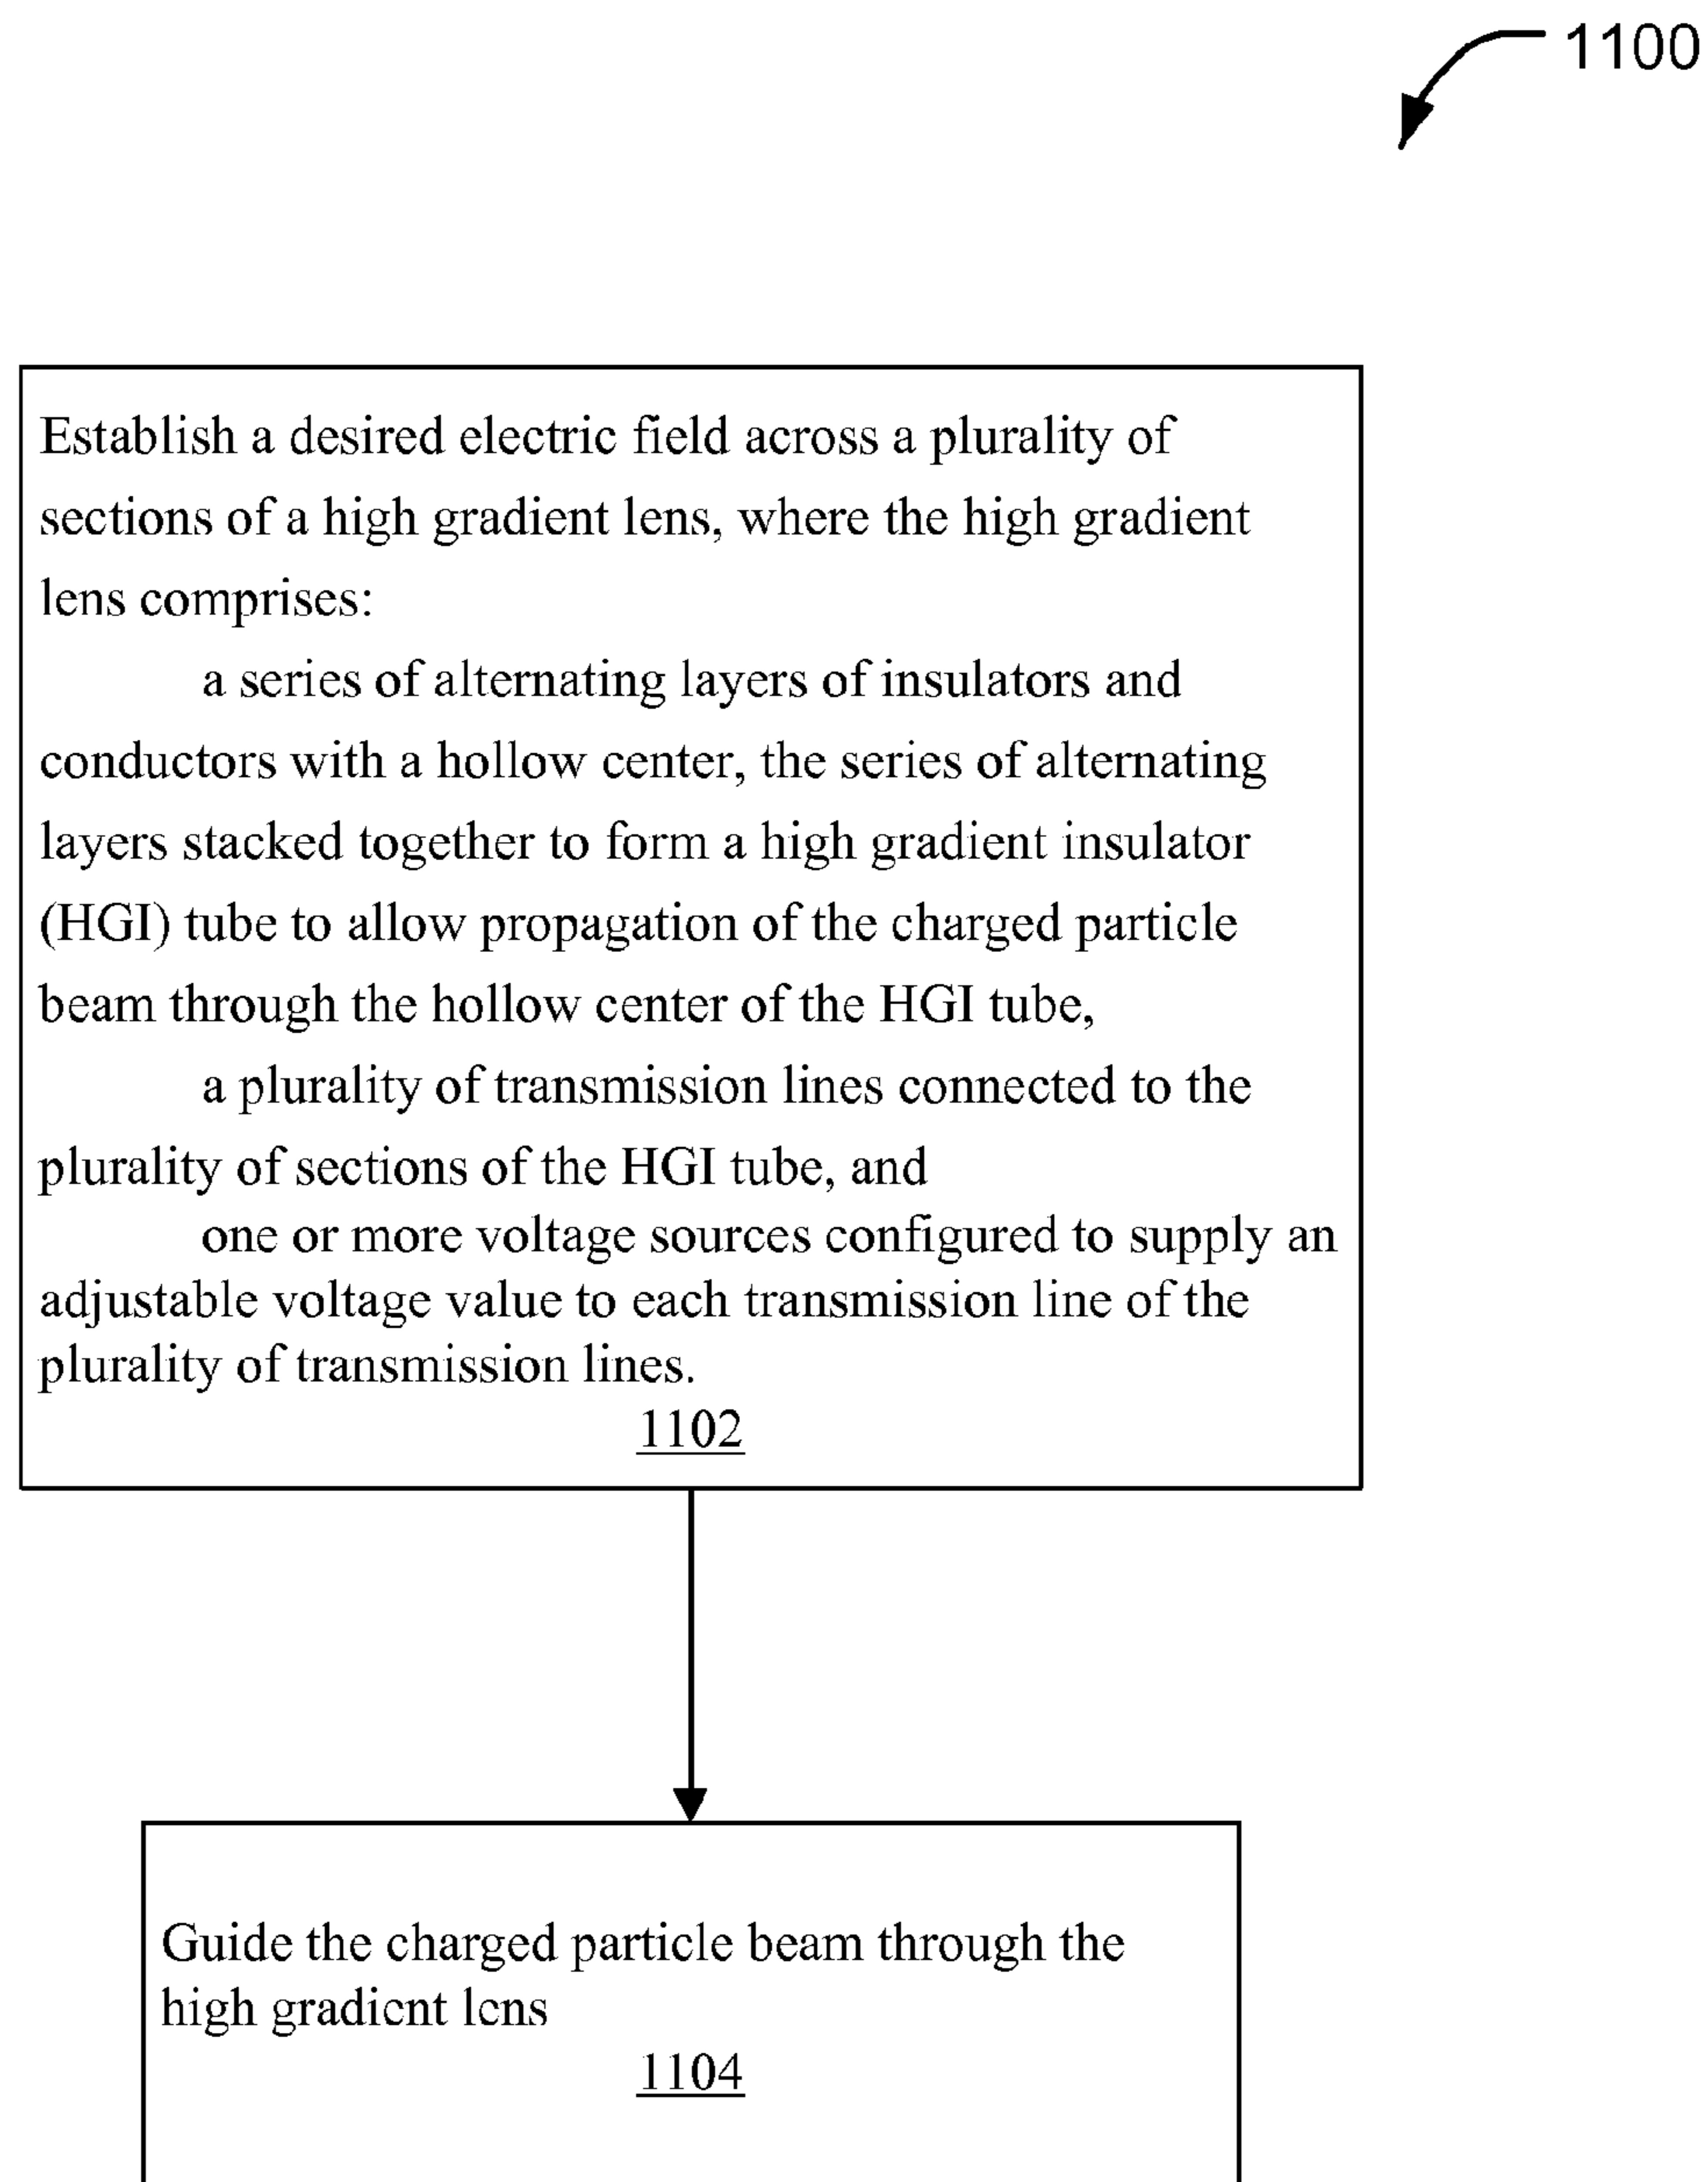 1100
Establish a desired electric field across a plurality of
sections of a high gradient lens, where the high gradient
lens comprises:
a series of alternating layers of insulators and
conductors with a hollow center, the series of alternating
layers stacked together to form a high gradient insulator
(HGI) tube to allow propagation of the charged particle
beam through the hollow center of the HGI tube,
a plurality of transmission lines connected to the
plurality of sections of the HGI tube, and
one or more voltage sources configured to supply an
adjustable voltage value to each transmission line of the
plurality of transmission lines.
1102
Guide the charged particle beam through the
high gradient lens
1104